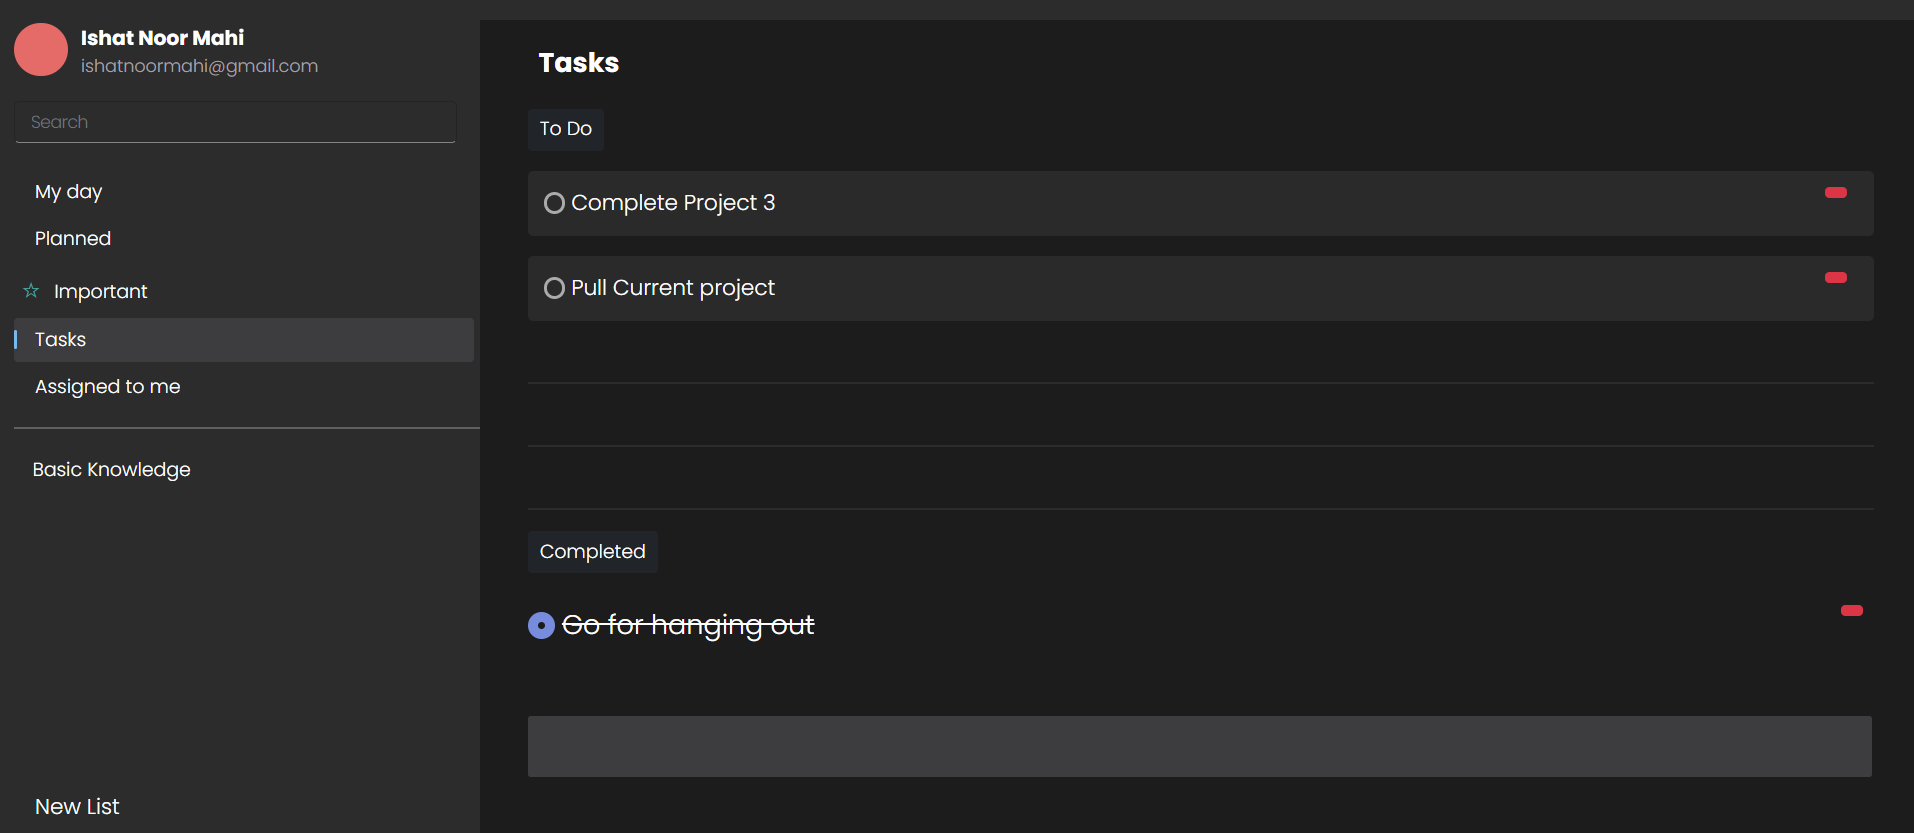 Ishat Noor Mahi
ishatnoormahi@gmail.com
Search
My day
Planned
Important
Tasks
Assigned to me
Basic Knowledge
New List
Tasks
To Do
Complete Project 3
Pull Current project
Completed
Go for hanging out